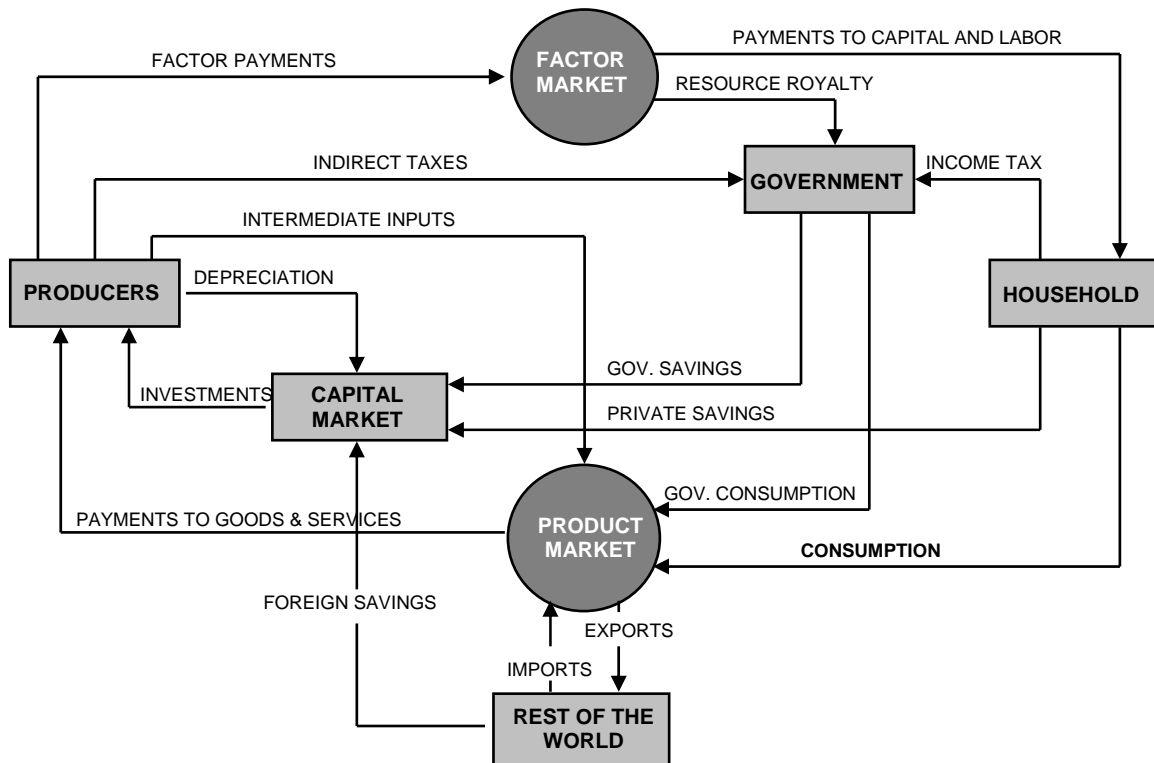 PAYMENTS TO CAPITAL AND LABOR
FACTOR PAYMENTS
FACTOR
MARKET
RESOURCE ROYALTY
INDIRECT TAXES
GOVERNMENT
INCOME TAX
INTERMEDIATE INPUTS
DEPRECIATION
PRODUCERS
HOUSEHOLD
GOV. SAVINGS
INVESTMENTS
CAPITAL
MARKET
PRIVATE SAVINGS
GOV. CONSUMPTION
PAYMENTS TO GOODS & SERVICES
PRODUCT
MARKET
CONSUMPTION
FOREIGN SAVINGS
EXPORTS
IMPORTS
REST OF THE
WORLD